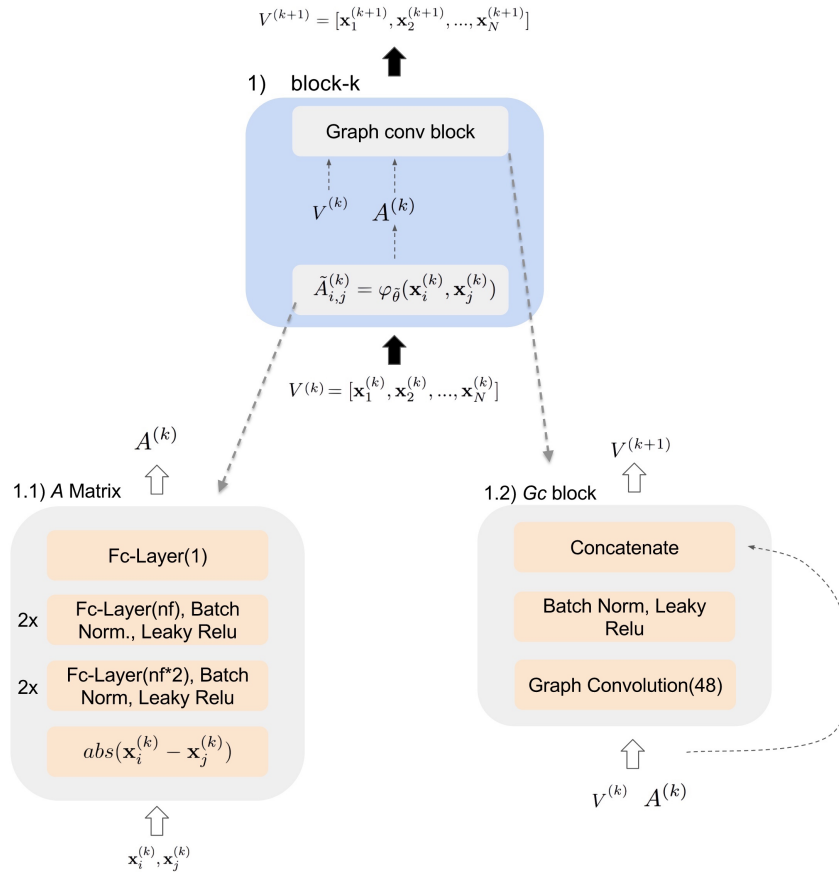 V^{(k+1)} = [x_1^{(k+1)}, x_2^{(k+1)}, ..., x_N^{(k+1)}]
1) block-k
Graph conv block
V^{(k)} A^{(k)}
Ã_{i,j}^{(k)} = φ_{θ̃}(x_i^{(k)}, x_j^{(k)})
V^{(k)} = [x_1^{(k)}, x_2^{(k)}, ..., x_N^{(k)}]
A^{(k)}
1.1) A Matrix
Fc-Layer(1)
2x Fc-Layer(nf), Batch
Norm., Leaky Relu
2x Fc-Layer(nf*2), Batch
Norm, Leaky Relu
abs(x_i^{(k)} − x_j^{(k)})
x_i^{(k)}, x_j^{(k)}
V^{(k+1)}
1.2) Gc block
Concatenate
Batch Norm, Leaky
Relu
Graph Convolution(48)
V^{(k)} A^{(k)}